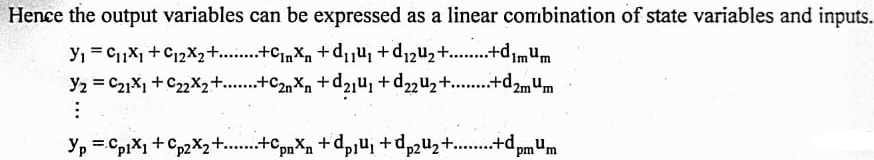 Hence the output variables can be expressed as a linear combination of state variables and inputs.
y₁ = c₁₁x₁ + c₁₂x₂+........+c₁ₙxₙ + d₁₁u₁ + d₁₂u₂+........+d₁ₘuₘ
y₂ = c₂₁x₁ + c₂₂x₂+.......+c₂ₙxₙ + d₂₁u₁ + d₂₂u₂+........+d₂ₘuₘ
⋮
yₚ = cₚ₁x₁ + cₚ₂x₂+.......+cₚₙxₙ + dₚ₁u₁ + dₚ₂u₂+........+dₚₘuₘ